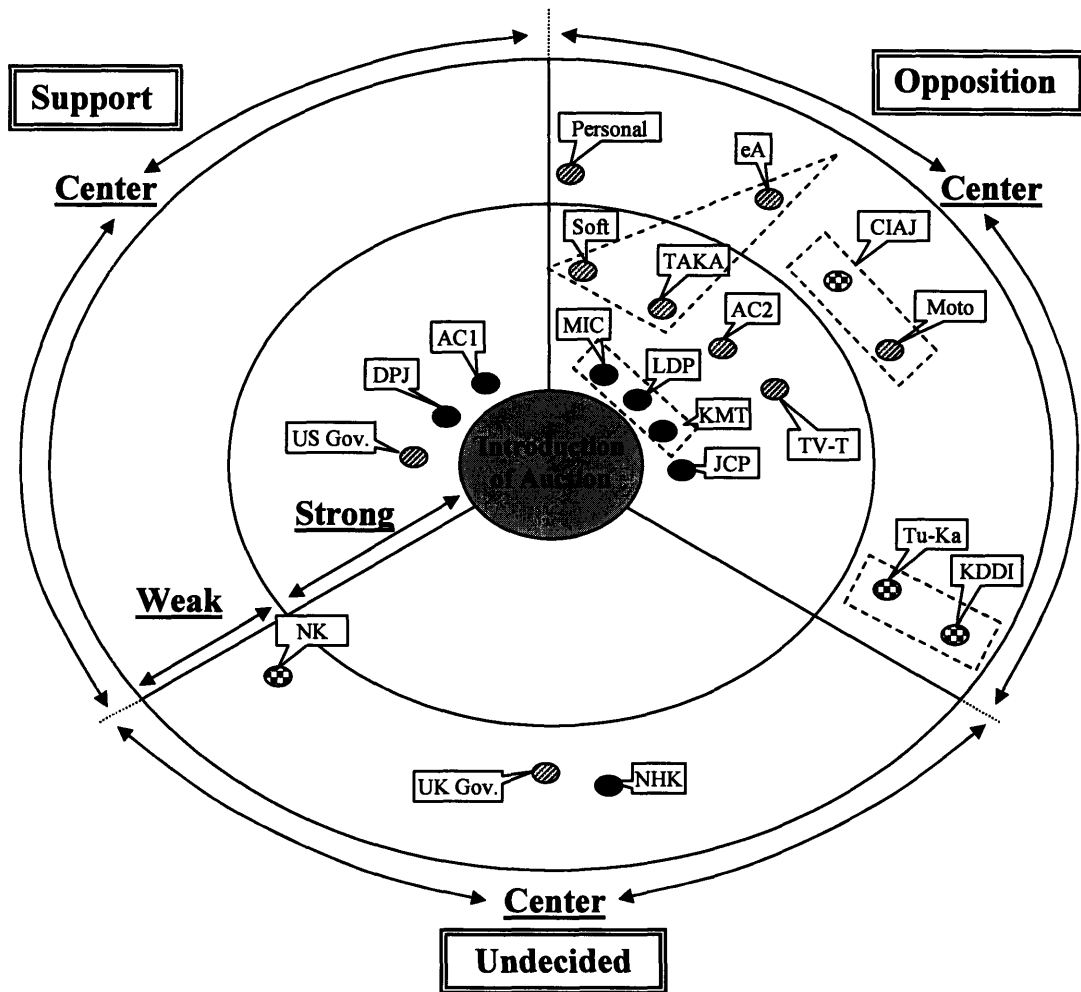 Support
Opposition
Personal
eA
Center
Center
CIAJ
Soft
TAKA
Moto
AC1
MIC
AC2
DPJ
LDP
US Gov.
KMT
TV-T
Introduction
of Auction
JCP
Strong
Tu-Ka
KDDI
Weak
NK
UK Gov.
NHK
Center
Undecided